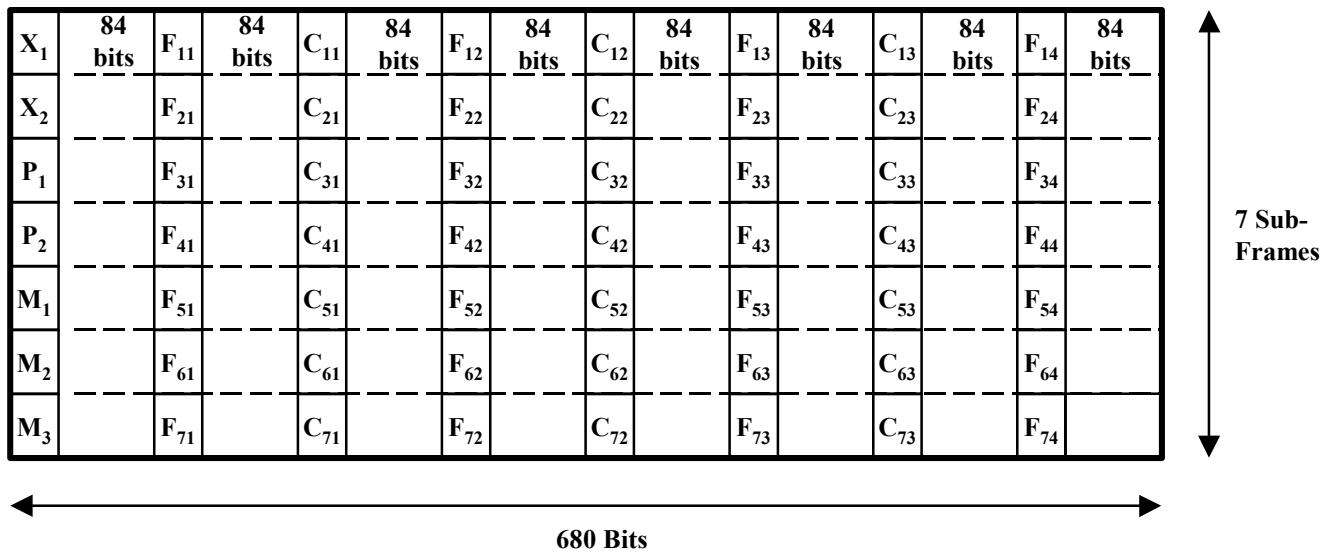 X₁ 84 bits F₁₁ 84 bits C₁₁ 84 bits F₁₂ 84 bits C₁₂ 84 bits F₁₃ 84 bits C₁₃ 84 bits F₁₄ 84 bits
X₂ F₂₁ C₂₁ F₂₂ C₂₂ F₂₃ C₂₃ F₂₄
P₁ F₃₁ C₃₁ F₃₂ C₃₂ F₃₃ C₃₃ F₃₄
P₂ F₄₁ C₄₁ F₄₂ C₄₂ F₄₃ C₄₃ F₄₄
M₁ F₅₁ C₅₁ F₅₂ C₅₂ F₅₃ C₅₃ F₅₄
M₂ F₆₁ C₆₁ F₆₂ C₆₂ F₆₃ C₆₃ F₆₄
M₃ F₇₁ C₇₁ F₇₂ C₇₂ F₇₃ C₇₃ F₇₄
7 Sub-
Frames
680 Bits